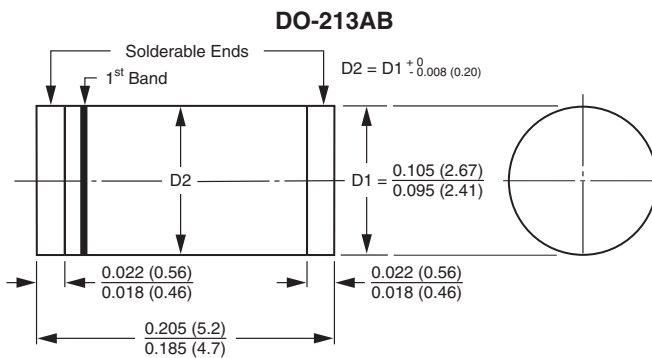 DO-213AB
Solderable Ends
1st Band
D2 = D1 + 0
- 0.008 (0.20)
D2
D1 = 0.105 (2.67)
0.095 (2.41)
0.022 (0.56)
0.018 (0.46)
0.022 (0.56)
0.018 (0.46)
0.205 (5.2)
0.185 (4.7)